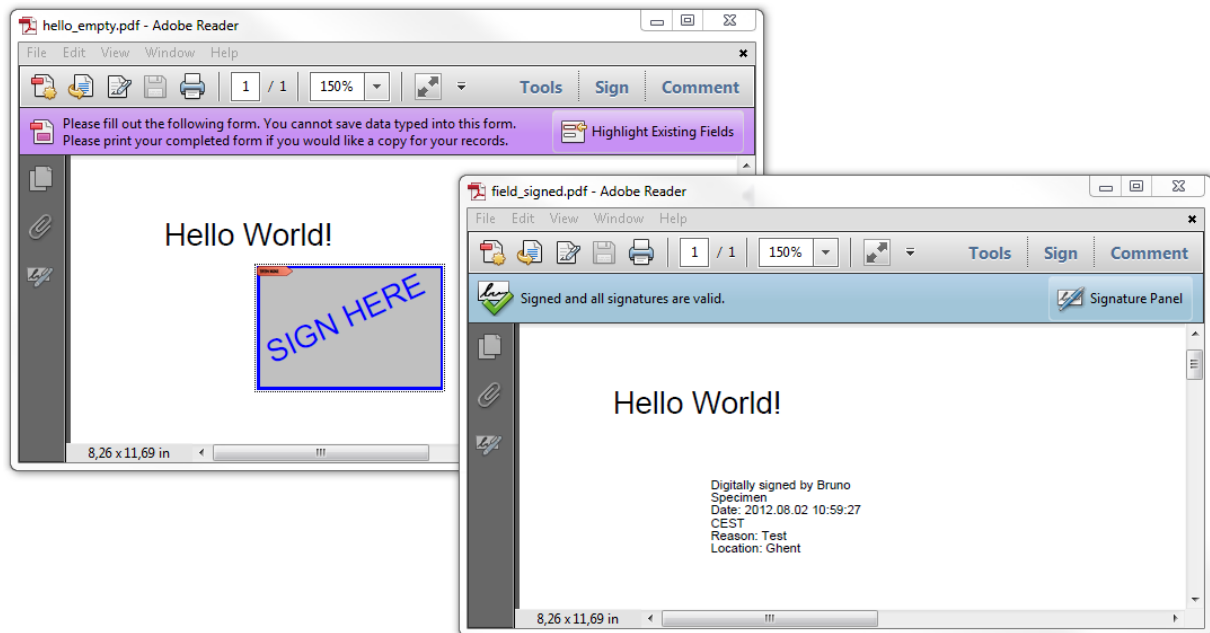 hello_empty.pdf - Adobe Reader
File Edit View Window Help
1 / 1 150% Tools Sign Comment
Please fill out the following form. You cannot save data typed into this form.
Please print your completed form if you would like a copy for your records.
Highlight Existing Fields
Hello World!
SIGN HERE
8,26 x 11,69 in
field_signed.pdf - Adobe Reader
File Edit View Window Help
1 / 1 150% Tools Sign Comment
Signed and all signatures are valid.
Signature Panel
Hello World!
Digitally signed by Bruno
Specimen
Date: 2012.08.02 10:59:27
CEST
Reason: Test
Location: Ghent
8,26 x 11,69 in